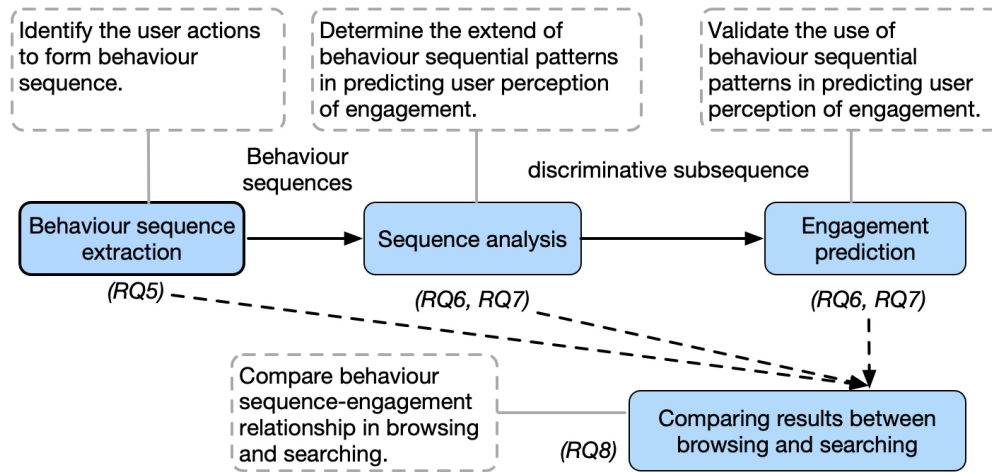 Identify the user actions
to form behaviour
sequence.
Determine the extend of
behaviour sequential patterns
in predicting user perception
of engagement.
Validate the use of
behaviour sequential
patterns in predicting user
perception of engagement.
Behaviour
sequences
discriminative subsequence
Behaviour sequence
extraction
Sequence analysis
Engagement
prediction
(RQ5)
(RQ6, RQ7)
(RQ6, RQ7)
Compare behaviour
sequence-engagement
relationship in browsing
and searching.
(RQ8)
Comparing results between
browsing and searching